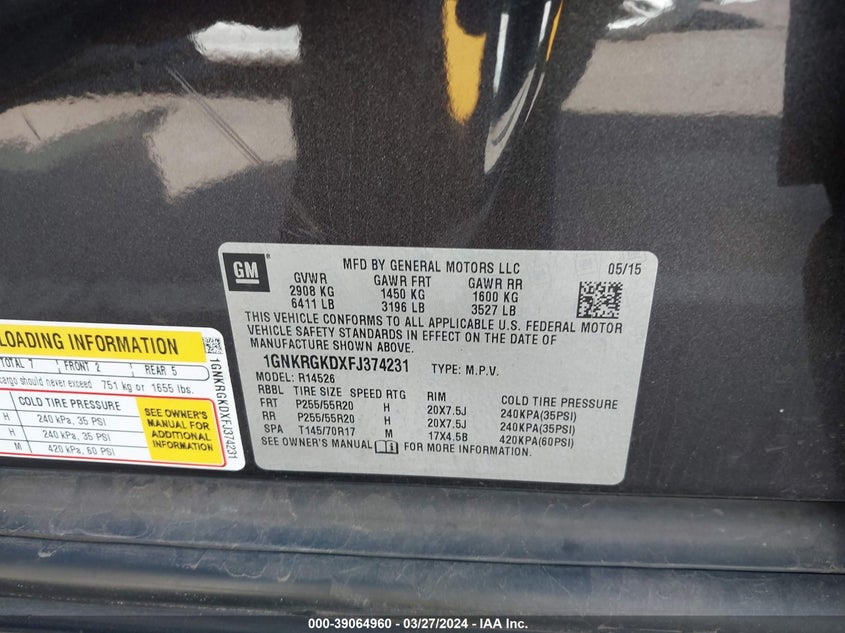 GM
MFD BY GENERAL MOTORS LLC 05/15
GVWR GAWR FRT GAWR RR
2908 KG 1450 KG 1600 KG
6411 LB 3196 LB 3527 LB
THIS VEHICLE CONFORMS TO ALL APPLICABLE U.S. FEDERAL MOTOR
VEHICLE SAFETY STANDARDS IN EFFECT ON THE DATE OF
MANUFACTURE SHOWN ABOVE.
1GNKRGKDXFJ374231 TYPE: M.P.V.
MODEL: R14526
RBBL TIRE SIZE SPEED RTG RIM COLD TIRE PRESSURE
FRT P255/55R20 H 20X7.5J 240KPA(35PSI)
RR P255/55R20 H 20X7.5J 240KPA(35PSI)
SPA T145/70R17 M 17X4.5B 420KPA(60PSI)
SEE OWNER'S MANUAL FOR MORE INFORMATION.
LOADING INFORMATION
TOTAL 7 FRONT 2 REAR 5
cargo should never exceed 751 kg or 1655 lbs.
COLD TIRE PRESSURE
H 240 kPa, 35 PSI
H 240 kPa, 35 PSI
M 420 kPa, 60 PSI
SEE OWNER'S
MANUAL FOR
ADDITIONAL
INFORMATION
1GNKRGKDXFJ374231
000-39064960 - 03/27/2024 - IAA Inc.